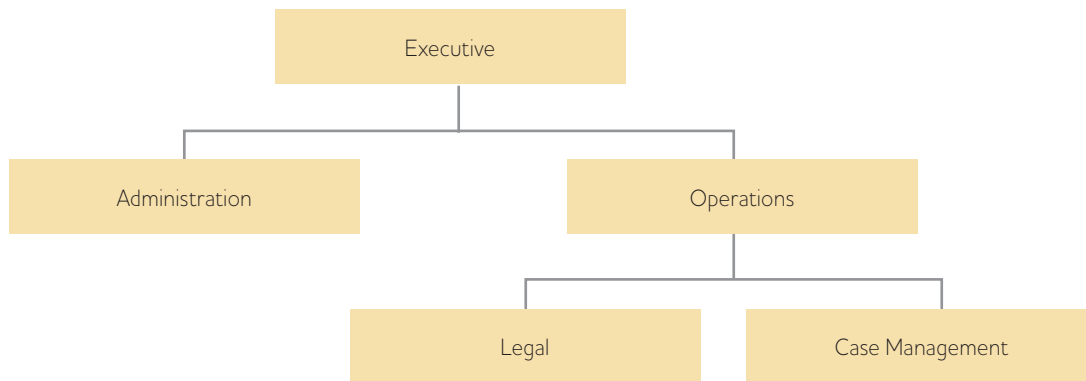 Executive
Administration
Operations
Legal
Case Management